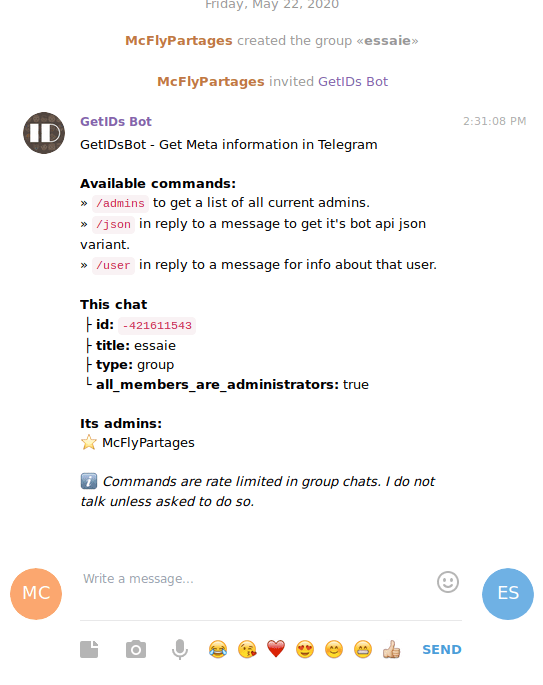 Friday, May 22, 2020
McFlyPartages created the group «essaie»
McFlyPartages invited GetIDs Bot
GetIDs Bot 2:31:08 PM
GetIDsBot - Get Meta information in Telegram
Available commands:
» /admins to get a list of all current admins.
» /json in reply to a message to get it's bot api json
variant.
» /user in reply to a message for info about that user.
This chat
├ id: -421611543
├ title: essaie
├ type: group
└ all_members_are_administrators: true
Its admins:
⭐ McFlyPartages
ℹ️ Commands are rate limited in group chats. I do not
talk unless asked to do so.
Write a message...
MC
ES
SEND